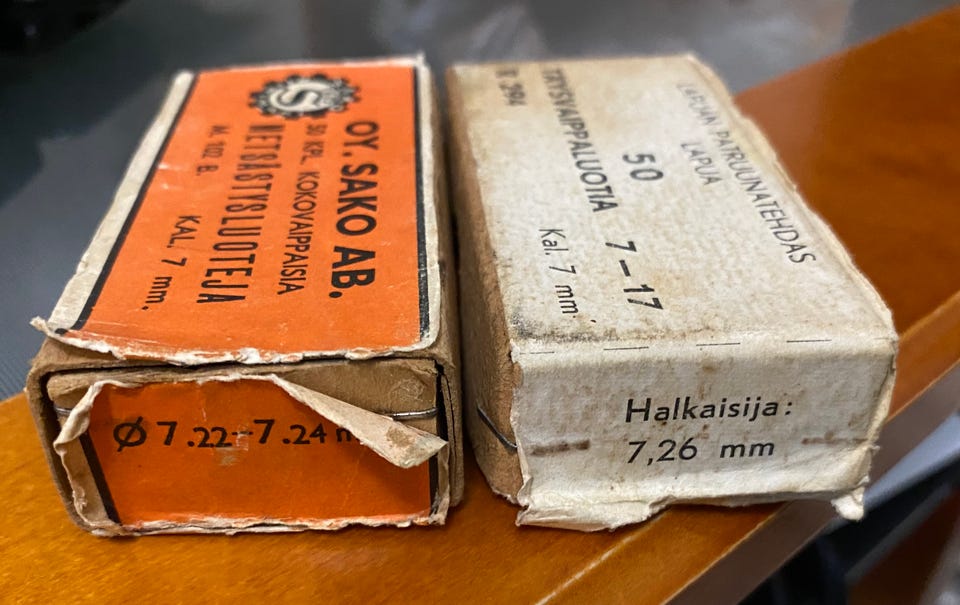 S
OY. SAKO AB.
50 KPL. KOKOVAIPPAISIA
METSÄSTYSLUOTEJA
M. 102 B. KAL. 7 mm.
Ø 7.22–7.24
LAPUAN PATRUUNATEHDAS
LAPUA
50
TÄYSVAIPPALUOTIA 7–17
Kal. 7 mm.
Halkaisija:
7,26 mm